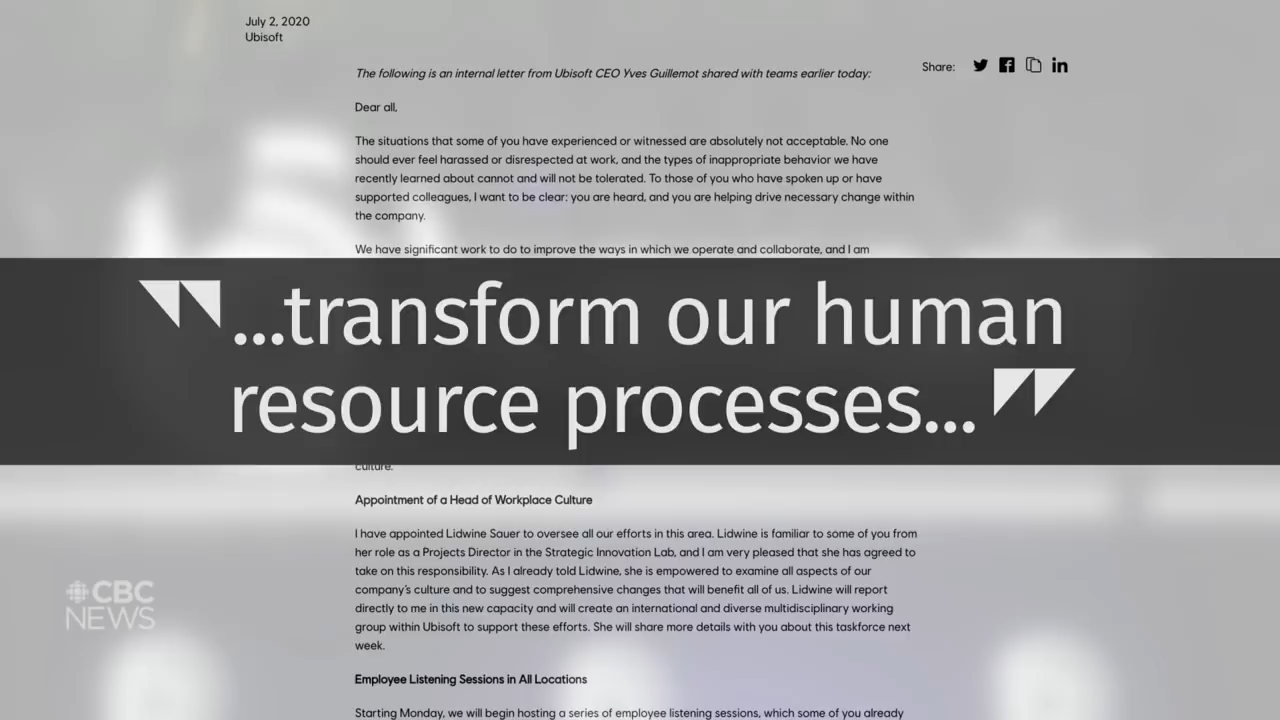 July 2, 2020
Ubisoft
The following is an internal letter from Ubisoft CEO Yves Guillemot shared with teams earlier today:
Share:
Dear all,
The situations that some of you have experienced or witnessed are absolutely not acceptable. No one
should ever feel harassed or disrespected at work, and the types of inappropriate behavior we have
recently learned about cannot and will not be tolerated. To those of you who have spoken up or have
supported colleagues, I want to be clear: you are heard, and you are helping drive necessary change within
the company.
We have significant work to do to improve the ways in which we operate and collaborate, and I am
...transform our human
resource processes...
culture.
Appointment of a Head of Workplace Culture
I have appointed Lidwine Sauer to oversee all our efforts in this area. Lidwine is familiar to some of you from
her role as a Projects Director in the Strategic Innovation Lab, and I am very pleased that she has agreed to
take on this responsibility. As I already told Lidwine, she is empowered to examine all aspects of our
company's culture and to suggest comprehensive changes that will benefit all of us. Lidwine will report
directly to me in this new capacity and will create an international and diverse multidisciplinary working
group within Ubisoft to support these efforts. She will share more details with you about this taskforce next
week.
CBC
NEWS
Employee Listening Sessions in All Locations
Starting Monday, we will begin hosting a series of employee listening sessions, which some of you already